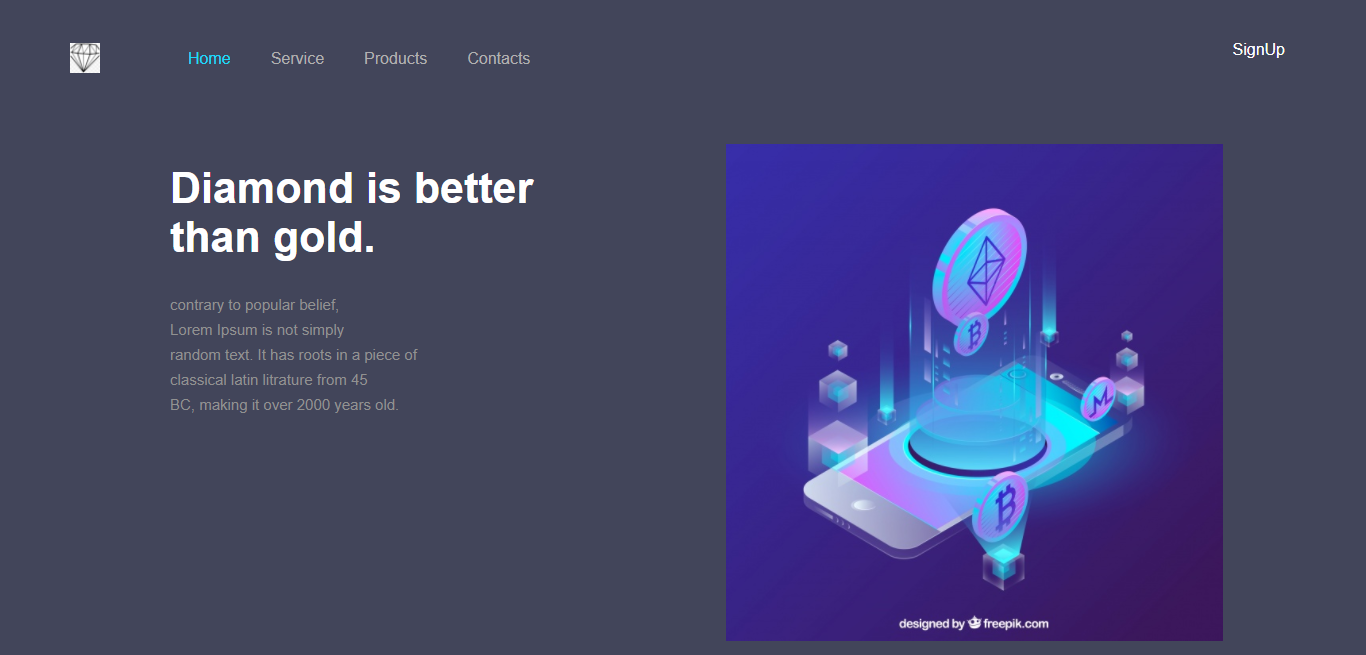 Home Service Products Contacts SignUp
Diamond is better
than gold.
contrary to popular belief,
Lorem Ipsum is not simply
random text. It has roots in a piece of
classical latin litrature from 45
BC, making it over 2000 years old.
designed by freepik.com